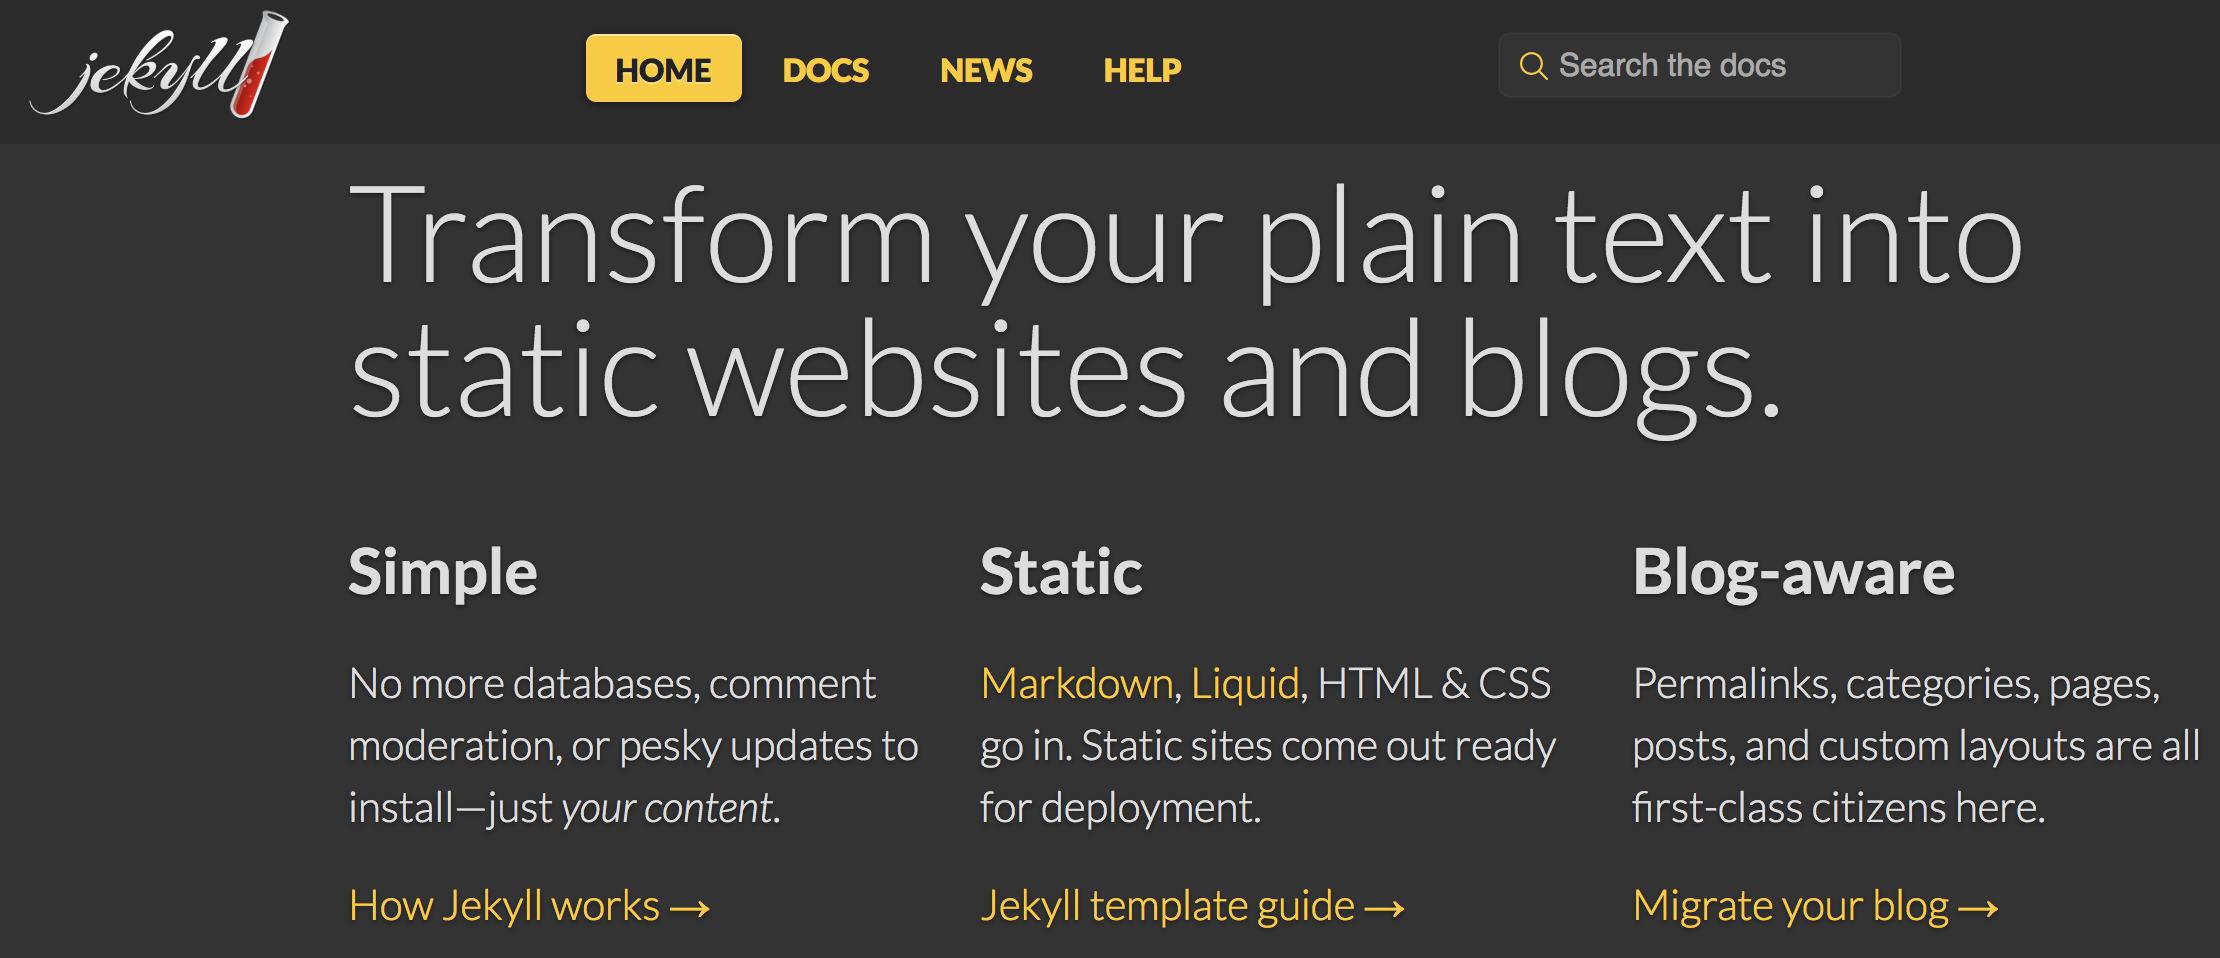 jekyll
HOME DOCS NEWS HELP
Search the docs
Transform your plain text into
static websites and blogs.
Simple
No more databases, comment
moderation, or pesky updates to
install—just your content.
How Jekyll works →
Static
Markdown, Liquid, HTML & CSS
go in. Static sites come out ready
for deployment.
Jekyll template guide →
Blog-aware
Permalinks, categories, pages,
posts, and custom layouts are all
first-class citizens here.
Migrate your blog →